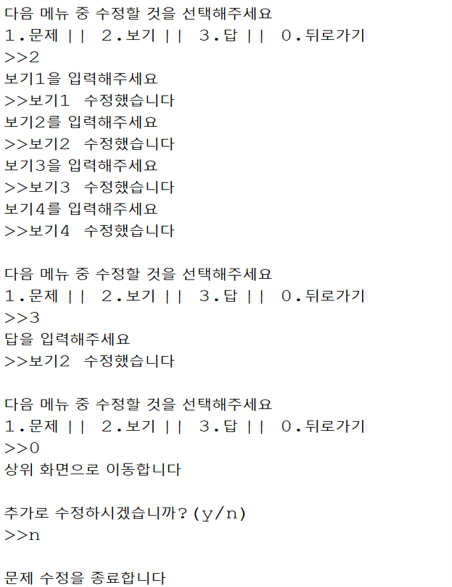 다음 메뉴 중 수정할 것을 선택해주세요
1.문제 || 2.보기 || 3.답 || 0.뒤로가기
>>2
보기1을 입력해주세요
>>보기1 수정했습니다
보기2를 입력해주세요
>>보기2 수정했습니다
보기3을 입력해주세요
>>보기3 수정했습니다
보기4를 입력해주세요
>>보기4 수정했습니다
다음 메뉴 중 수정할 것을 선택해주세요
1.문제 || 2.보기 || 3.답 || 0.뒤로가기
>>3
답을 입력해주세요
>>보기2 수정했습니다
다음 메뉴 중 수정할 것을 선택해주세요
1.문제 || 2.보기 || 3.답 || 0.뒤로가기
>>0
상위 화면으로 이동합니다
추가로 수정하시겠습니까?(y/n)
>>n
문제 수정을 종료합니다